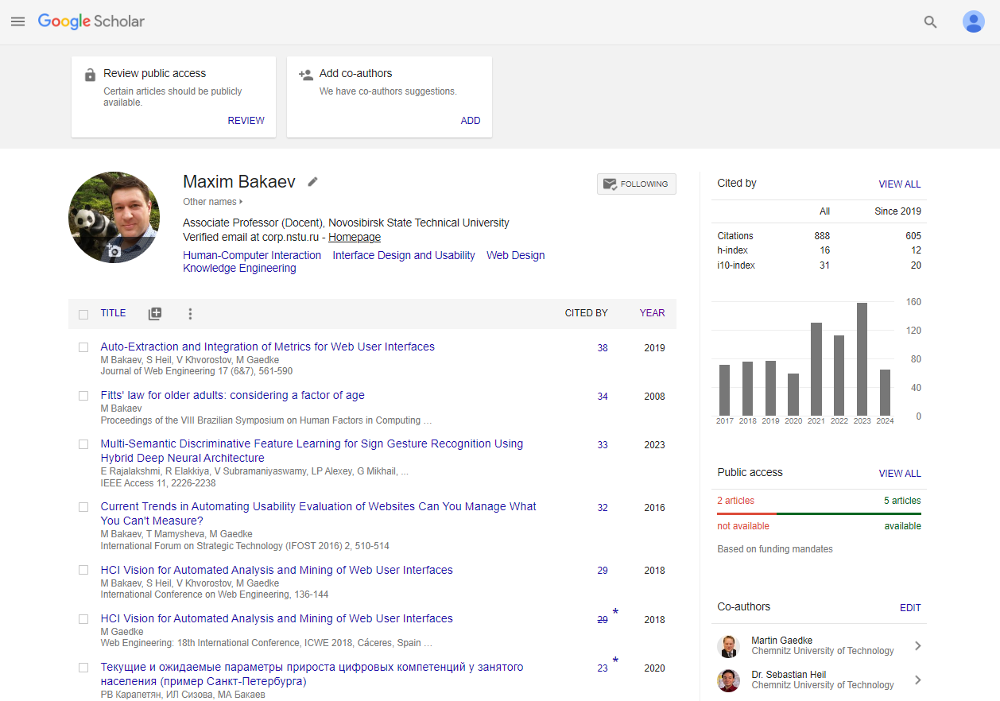 Google Scholar
Review public access
Certain articles should be publicly
available.
REVIEW
Add co-authors
We have co-authors suggestions.
ADD
Maxim Bakaev
Other names
FOLLOWING
Associate Professor (Docent), Novosibirsk State Technical University
Verified email at corp.nstu.ru - Homepage
Human-Computer Interaction Interface Design and Usability Web Design
Knowledge Engineering
TITLE CITED BY YEAR
Auto-Extraction and Integration of Metrics for Web User Interfaces 38 2019
M Bakaev, S Heil, V Khvorostov, M Gaedke
Journal of Web Engineering 17 (6&7), 561-590
Fitts' law for older adults: considering a factor of age 34 2008
M Bakaev
Proceedings of the VIII Brazilian Symposium on Human Factors in Computing …
Multi-Semantic Discriminative Feature Learning for Sign Gesture Recognition Using 33 2023
Hybrid Deep Neural Architecture
E Rajalakshmi, R Elakkiya, V Subramaniyaswamy, LP Alexey, G Mikhail, ...
IEEE Access 11, 2226-2238
Current Trends in Automating Usability Evaluation of Websites Can You Manage What 32 2016
You Can't Measure?
M Bakaev, T Mamysheva, M Gaedke
International Forum on Strategic Technology (IFOST 2016) 2, 510-514
HCI Vision for Automated Analysis and Mining of Web User Interfaces 29 2018
M Bakaev, S Heil, V Khvorostov, M Gaedke
International Conference on Web Engineering, 136-144
HCI Vision for Automated Analysis and Mining of Web User Interfaces 29 * 2018
M Gaedke
Web Engineering: 18th International Conference, ICWE 2018, Cáceres, Spain …
Текущие и ожидаемые параметры прироста цифровых компетенций у занятого 23 * 2020
населения (пример Санкт-Петербурга)
РВ Карапетян, ИЛ Сизова, МА Бакаев
Cited by VIEW ALL
All Since 2019
Citations 888 605
h-index 16 12
i10-index 31 20
160
120
80
40
0
2017 2018 2019 2020 2021 2022 2023 2024
Public access VIEW ALL
2 articles 5 articles
not available available
Based on funding mandates
Co-authors EDIT
Martin Gaedke
Chemnitz University of Technology
Dr. Sebastian Heil
Chemnitz University of Technology